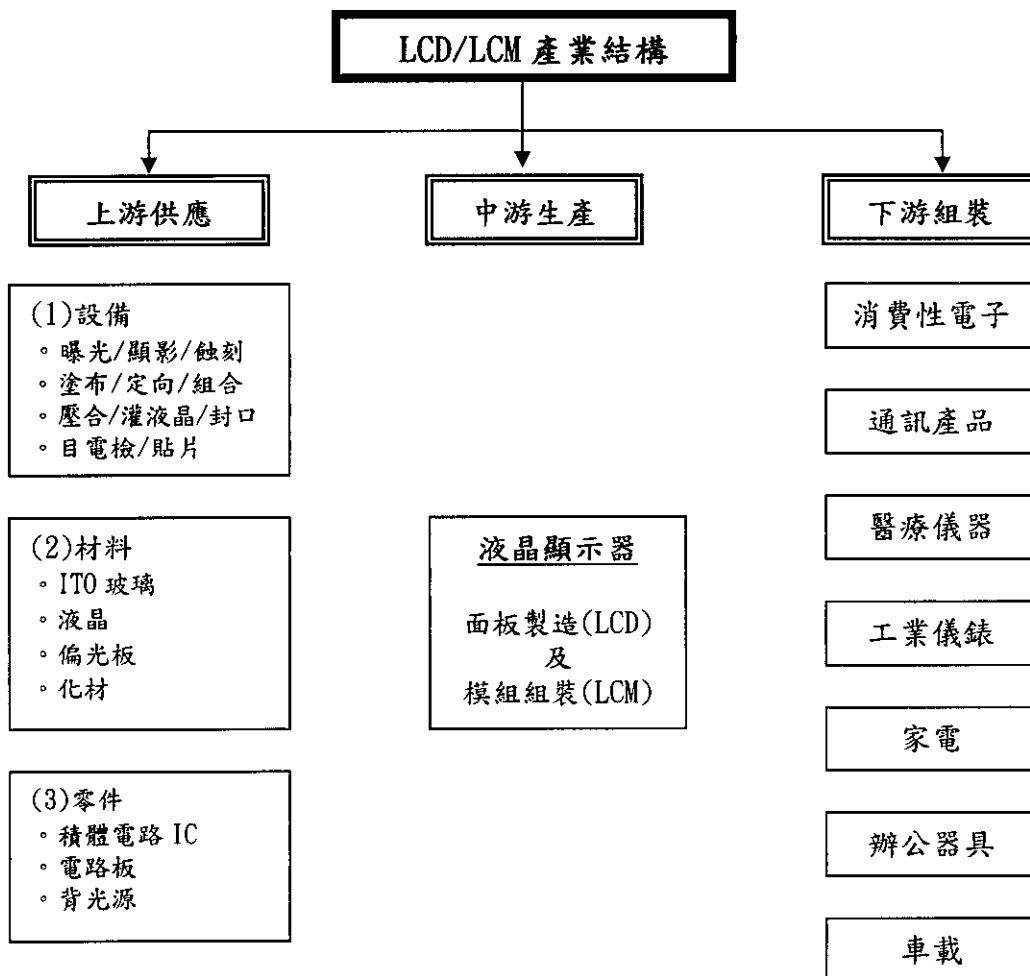 LCD/LCM 產業結構
上游供應
中游生產
下游組裝
(1)設備
。曝光/顯影/蝕刻
。塗布/定向/組合
。壓合/灌液晶/封口
。目電檢/貼片
(2)材料
。ITO 玻璃
。液晶
。偏光板
。化材
(3)零件
。積體電路 IC
。電路板
。背光源
液晶顯示器
面板製造(LCD)
及
模組組裝(LCM)
消費性電子
通訊產品
醫療儀器
工業儀錶
家電
辦公器具
車載